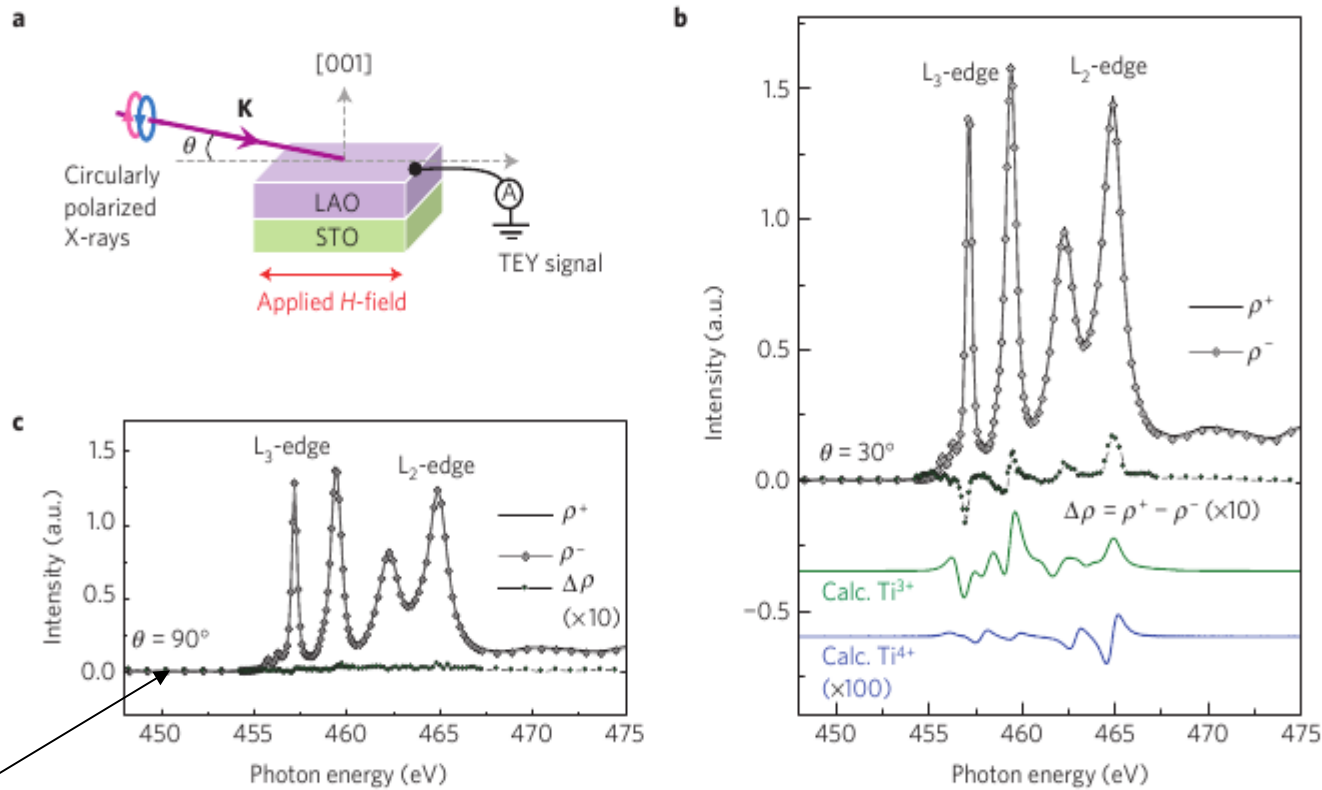 a
[001]
K
θ
Circularly
polarized
X-rays
LAO
STO
A
TEY signal
Applied H-field
b
L₃-edge
L₂-edge
1.5
1.0
0.5
0.0
−0.5
Intensity (a.u.)
ρ⁺
ρ⁻
θ = 30°
Δρ = ρ⁺ − ρ⁻ (×10)
Calc. Ti³⁺
Calc. Ti⁴⁺
(×100)
450 455 460 465 470 475
Photon energy (eV)
c
L₃-edge
L₂-edge
1.5
1.0
0.5
0.0
Intensity (a.u.)
ρ⁺
ρ⁻
Δρ
(×10)
θ = 90°
450 455 460 465 470 475
Photon energy (eV)